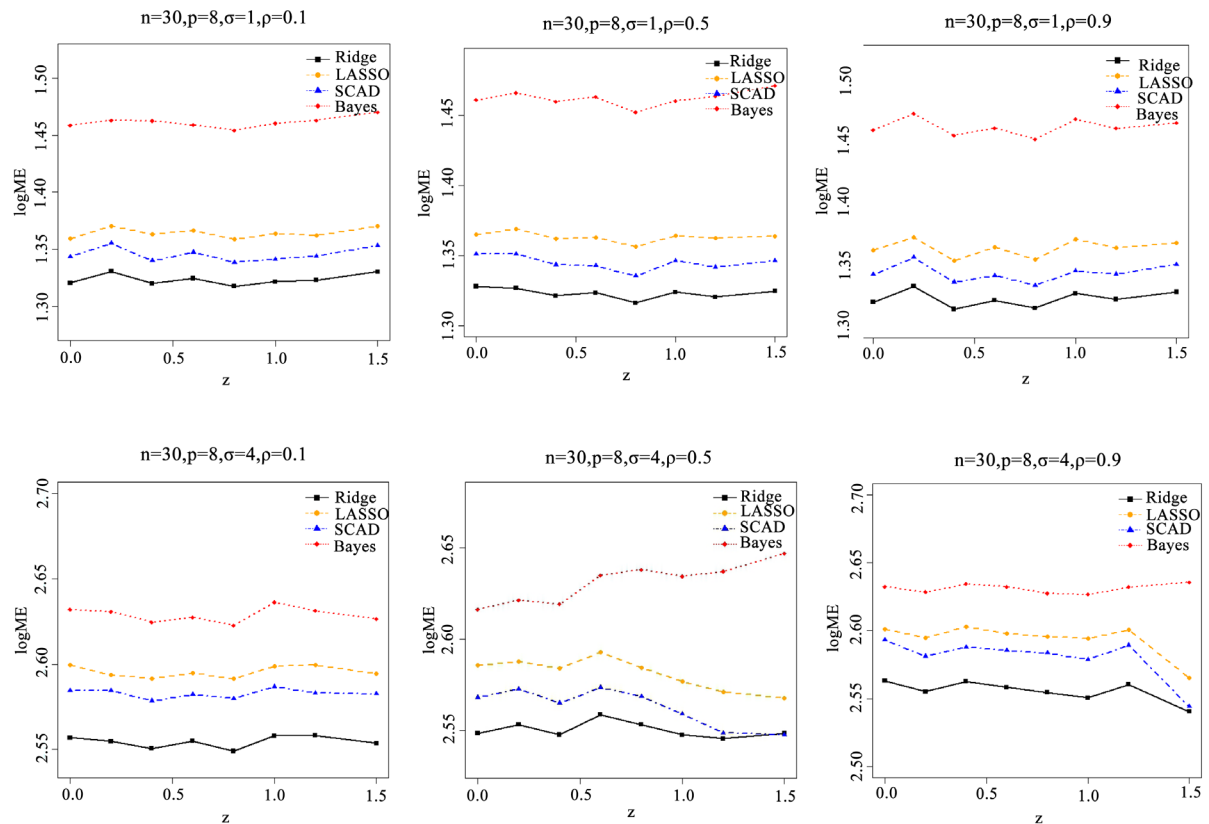 n=30,p=8,σ=1,ρ=0.1
Ridge
LASSO
SCAD
Bayes
logME
1.50
1.45
1.40
1.35
1.30
0.0 0.5 1.0 1.5
z
n=30,p=8,σ=1,ρ=0.5
Ridge
LASSO
SCAD
Bayes
logME
1.45
1.40
1.35
1.30
0.0 0.5 1.0 1.5
z
n=30,p=8,σ=1,ρ=0.9
Ridge
LASSO
SCAD
Bayes
logME
1.50
1.45
1.40
1.35
1.30
0.0 0.5 1.0 1.5
z
n=30,p=8,σ=4,ρ=0.1
Ridge
LASSO
SCAD
Bayes
logME
2.70
2.65
2.60
2.55
0.0 0.5 1.0 1.5
z
n=30,p=8,σ=4,ρ=0.5
Ridge
LASSO
SCAD
Bayes
logME
2.65
2.60
2.55
0.0 0.5 1.0 1.5
z
n=30,p=8,σ=4,ρ=0.9
Ridge
LASSO
SCAD
Bayes
logME
2.70
2.65
2.60
2.55
2.50
0.0 0.5 1.0 1.5
z